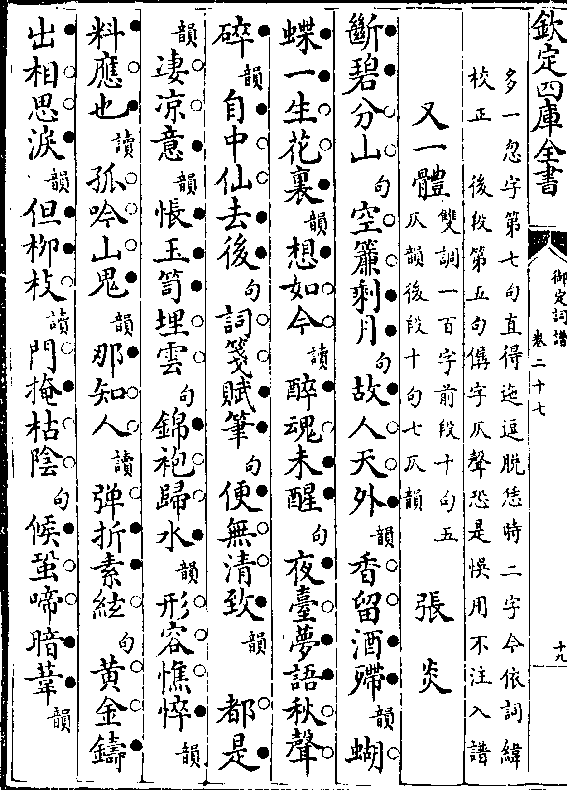 欽定四庫全書
御定詞譜
卷二十七
十九
多一忽字第七句直得迤逗脫恁時二字今依詞緯
校正　後段第五句儁字仄聲恐是悞用不注入譜
又一體　雙調一百字前段十句五仄韻後段十句七仄韻　張炎
斷碧分山句空簾剩月句故人天外韻香留酒殢韻蝴
蝶一生花裏韻想如今讀醉魂未醒句夜臺夢語秋聲
碎韻自中仙去後句詞箋賦筆句便無清致韻　都是
韻凄凉意韻悵玉笥埋雲句錦袍歸水韻形容憔悴韻
料應也讀孤吟山鬼韻那知人讀彈折素絃句黃金鑄
出相思淚韻但柳枝讀門掩枯陰句候蛩啼暗葦韻